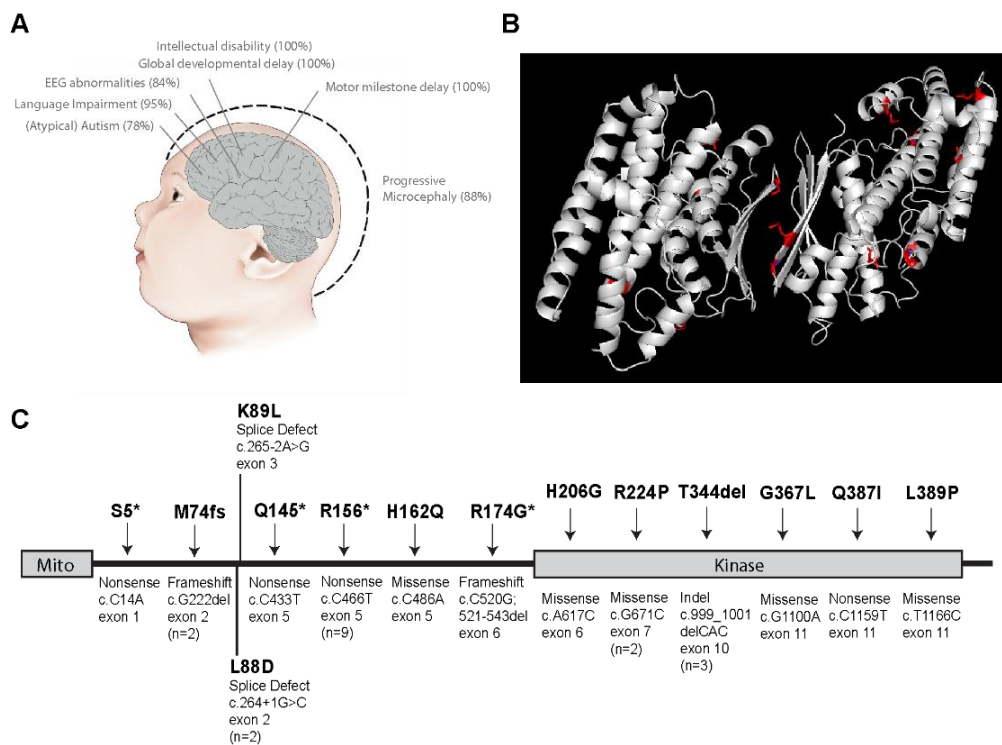 A
Intellectual disability (100%)
Global developmental delay (100%)
EEG abnormalities (84%)
Motor milestone delay (100%)
Language Impairment (95%)
(Atypical) Autism (78%)
Progressive
Microcephaly (88%)
B
C
K89L
Splice Defect
c.265-2A>G
exon 3
S5*
M74fs
Q145*
R156*
H162Q
R174G*
H206G
R224P
T344del
G367L
Q387I
L389P
Mito
Kinase
Nonsense
c.C14A
exon 1
Frameshift
c.G222del
exon 2
(n=2)
L88D
Splice Defect
c.264+1G>C
exon 2
(n=2)
Nonsense
c.C433T
exon 5
Nonsense
c.C466T
exon 5
(n=9)
Missense
c.C486A
exon 5
Frameshift
c.C520G;
521-543del
exon 6
Missense
c.A617C
exon 6
Missense
c.G671C
exon 7
(n=2)
Indel
c.999_1001
delCAC
exon 10
(n=3)
Missense
c.G1100A
exon 11
Nonsense
c.C1159T
exon 11
Missense
c.T1166C
exon 11